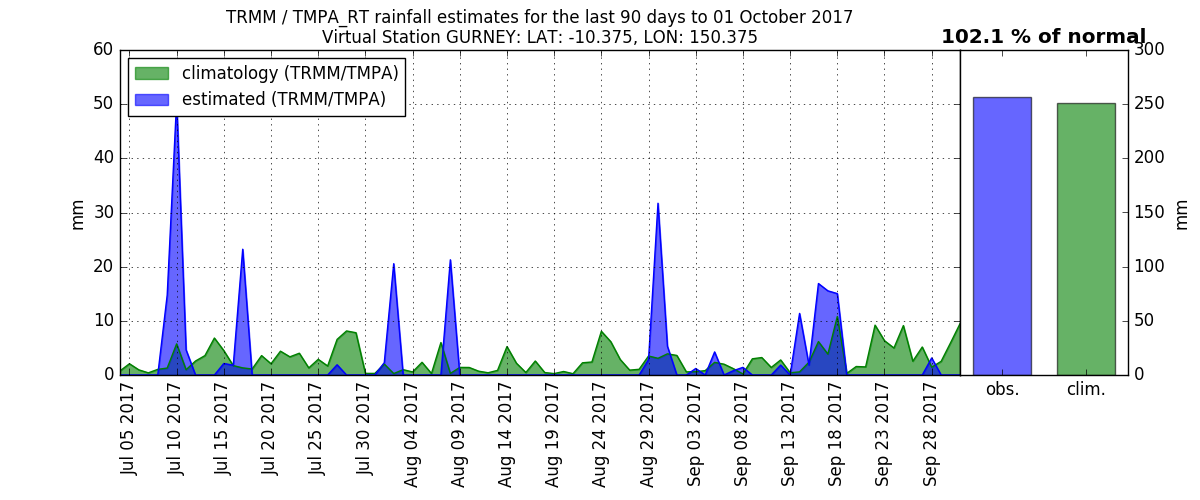 TRMM / TMPA_RT rainfall estimates for the last 90 days to 01 October 2017
Virtual Station GURNEY: LAT: -10.375, LON: 150.375
102.1 % of normal
climatology (TRMM/TMPA)
estimated (TRMM/TMPA)
60
50
40
30
20
10
0
mm
Jul 05 2017
Jul 10 2017
Jul 15 2017
Jul 20 2017
Jul 25 2017
Jul 30 2017
Aug 04 2017
Aug 09 2017
Aug 14 2017
Aug 19 2017
Aug 24 2017
Aug 29 2017
Sep 03 2017
Sep 08 2017
Sep 13 2017
Sep 18 2017
Sep 23 2017
Sep 28 2017
obs.
clim.
300
250
200
150
100
50
0
mm